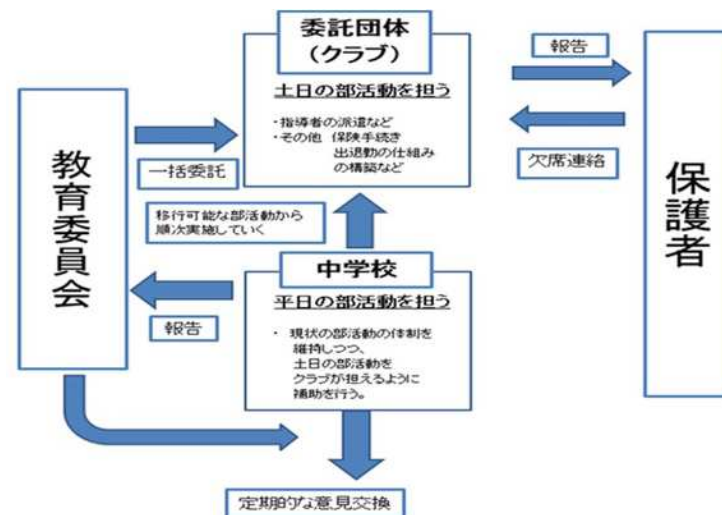 委託団体
(クラブ)
土日の部活動を担う
・指導者の派遣など
・その他 保険手続き
出退勤の仕組み
の構築など
報告
欠席連絡
保護者
教育委員会
一括委託
移行可能な部活動から
順次実施していく
中学校
平日の部活動を担う
・ 現状の部活動の体制を
維持しつつ、
土日の部活動を
クラブが担えるように
補助を行う。
報告
定期的な意見交換